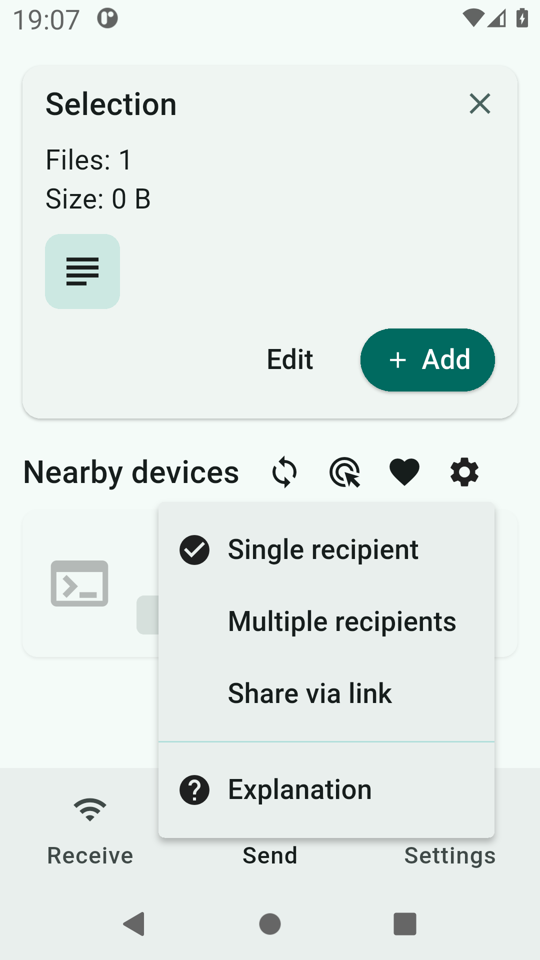 19:07
Selection
Files: 1
Size: 0 B
Edit
+ Add
Nearby devices
Single recipient
Multiple recipients
Share via link
Explanation
Receive
Send
Settings